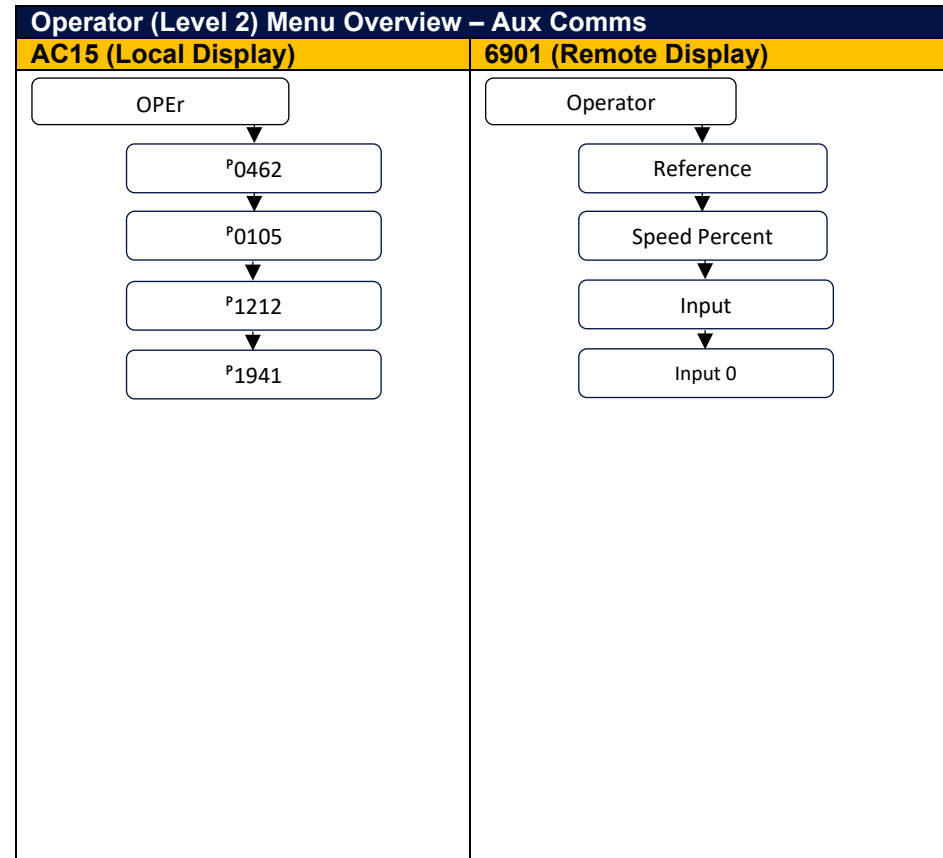 Operator (Level 2) Menu Overview – Aux Comms
AC15 (Local Display)
6901 (Remote Display)
OPEr
ᴾ0462
ᴾ0105
ᴾ1212
ᴾ1941
Operator
Reference
Speed Percent
Input
Input 0